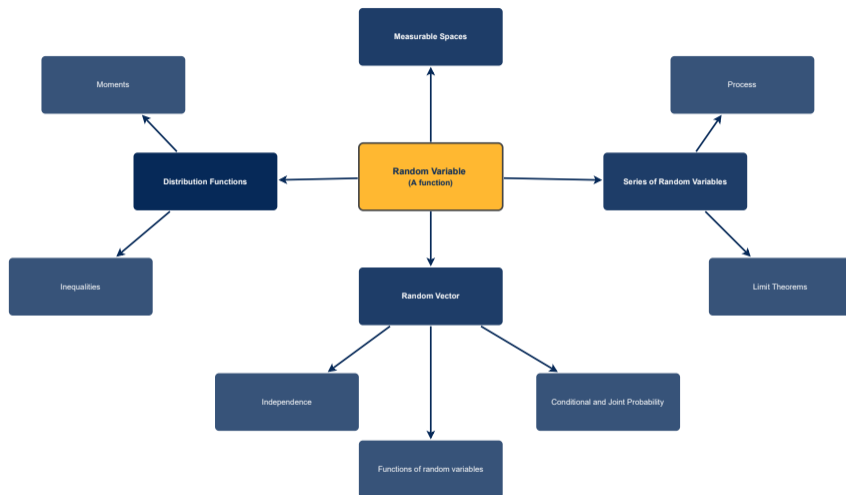 Measurable Spaces
Moments
Process
Random Variable
(A function)
Distribution Functions
Series of Random Variables
Inequalities
Limit Theorems
Random Vector
Independence
Conditional and Joint Probability
Functions of random variables